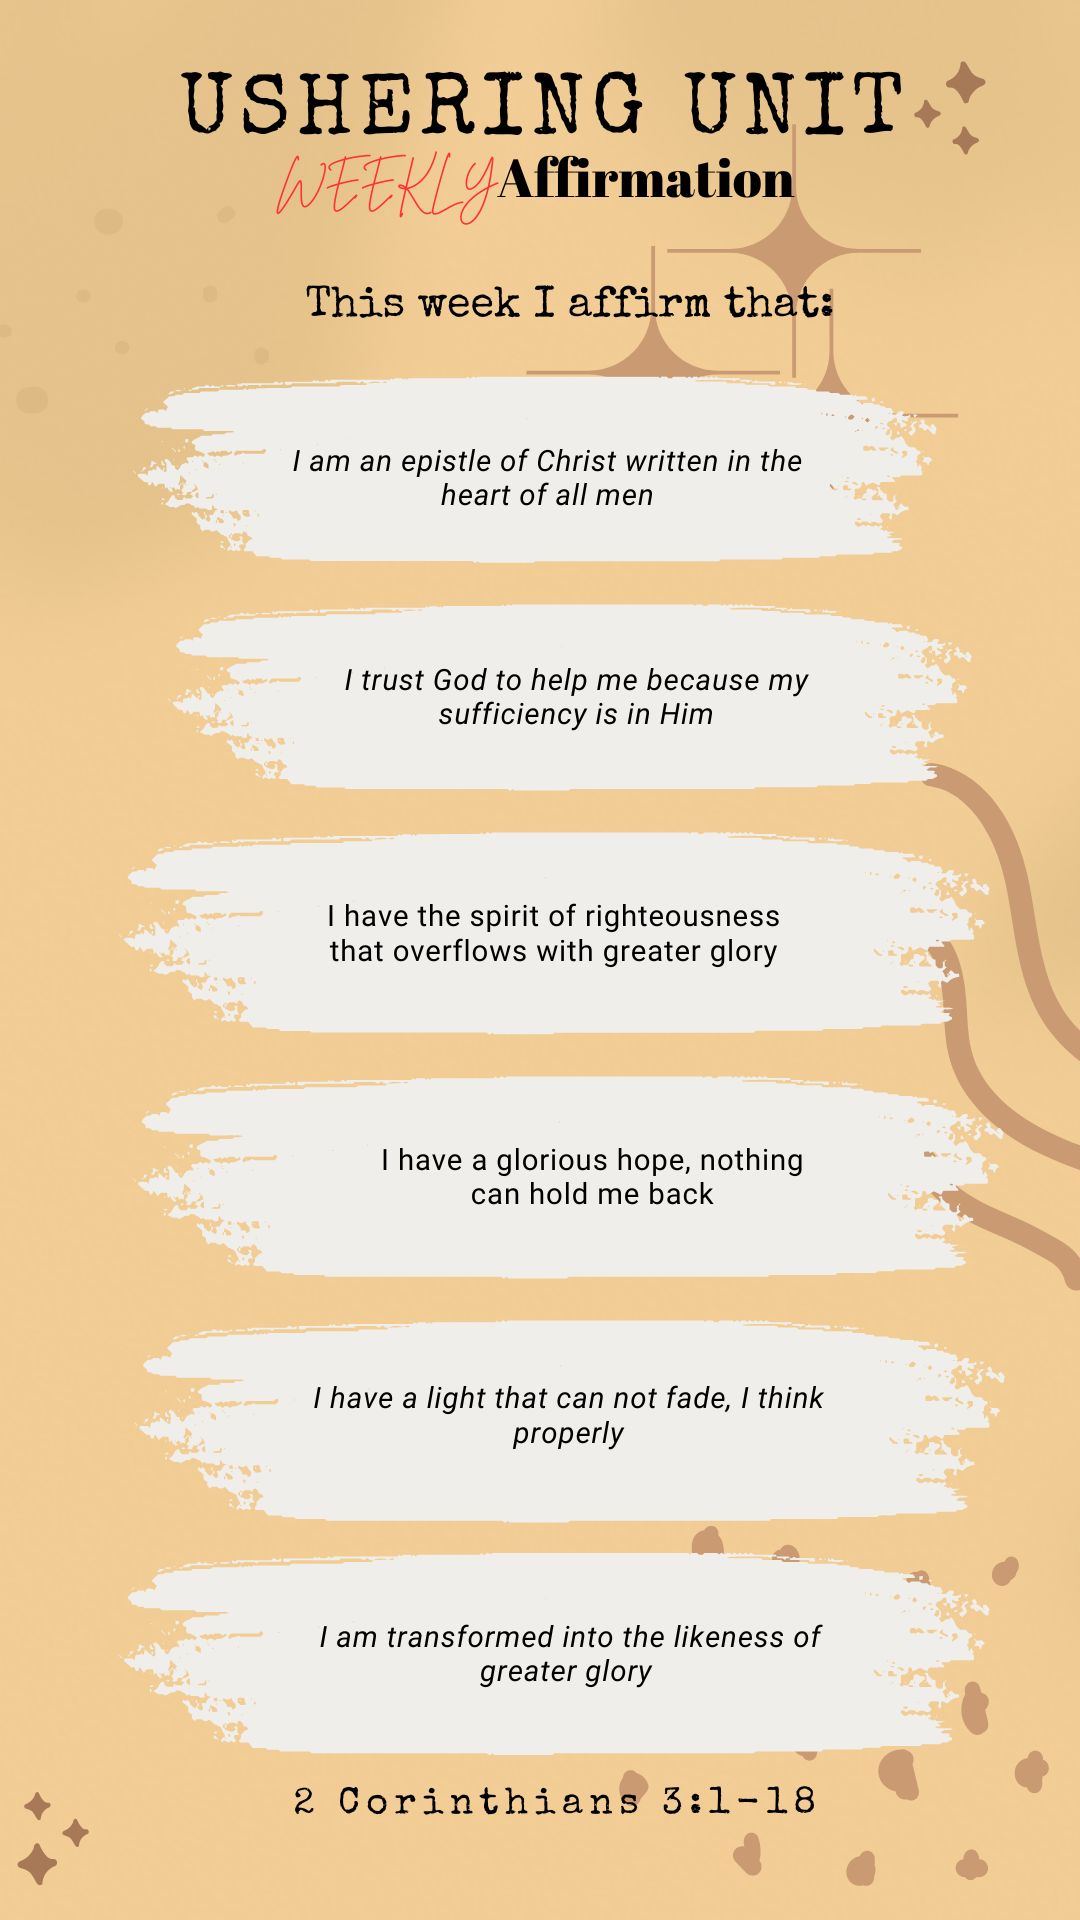 USHERING UNIT
WEEKLY Affirmation
This week I affirm that:
I am an epistle of Christ written in the
heart of all men
I trust God to help me because my
sufficiency is in Him
I have the spirit of righteousness
that overflows with greater glory
I have a glorious hope, nothing
can hold me back
I have a light that can not fade, I think
properly
I am transformed into the likeness of
greater glory
2 Corinthians 3:1-18